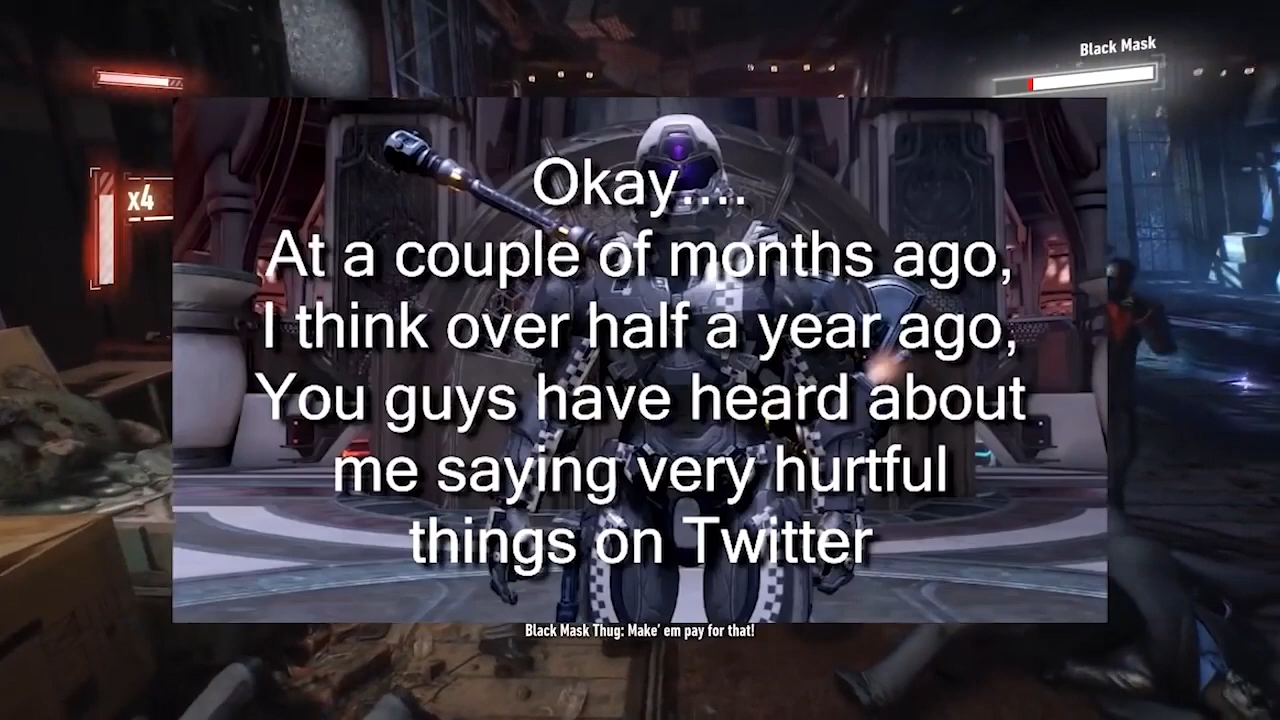 Black Mask
x4
Okay....
At a couple of months ago,
I think over half a year ago,
You guys have heard about
me saying very hurtful
things on Twitter
Black Mask Thug: Make' em pay for that!